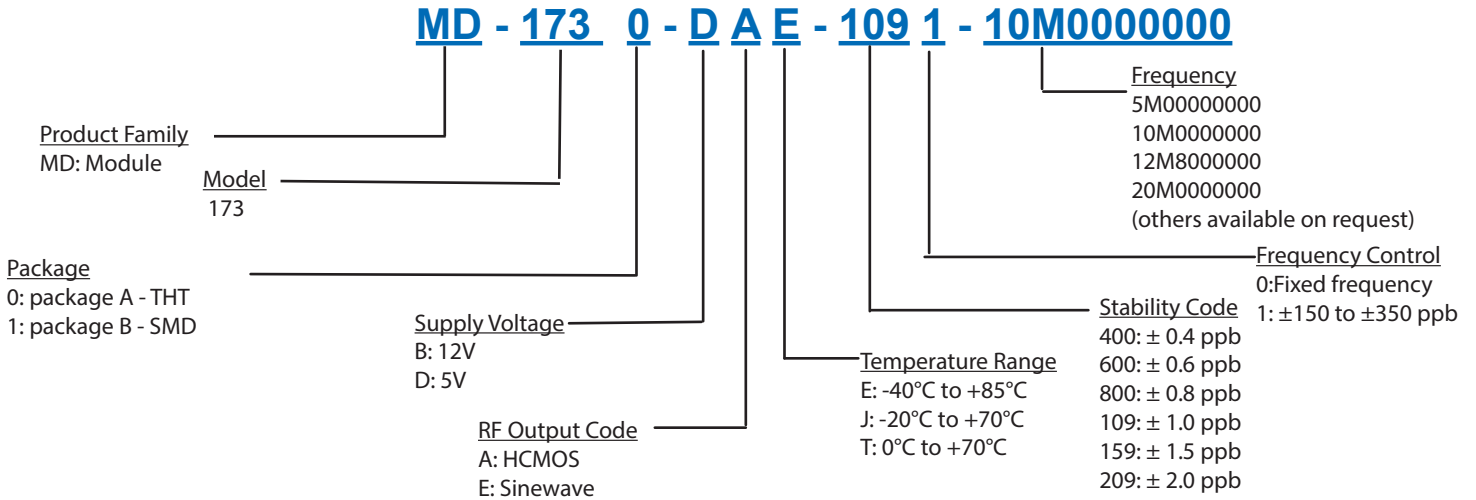 MD - 173 0 - D A E - 109 1 - 10M0000000
Product Family
MD: Module
Model
173
Package
0: package A - THT
1: package B - SMD
Supply Voltage
B: 12V
D: 5V
RF Output Code
A: HCMOS
E: Sinewave
Temperature Range
E: -40°C to +85°C
J: -20°C to +70°C
T: 0°C to +70°C
Stability Code
400: ± 0.4 ppb
600: ± 0.6 ppb
800: ± 0.8 ppb
109: ± 1.0 ppb
159: ± 1.5 ppb
209: ± 2.0 ppb
Frequency Control
0:Fixed frequency
1: ±150 to ±350 ppb
Frequency
5M00000000
10M0000000
12M8000000
20M0000000
(others available on request)